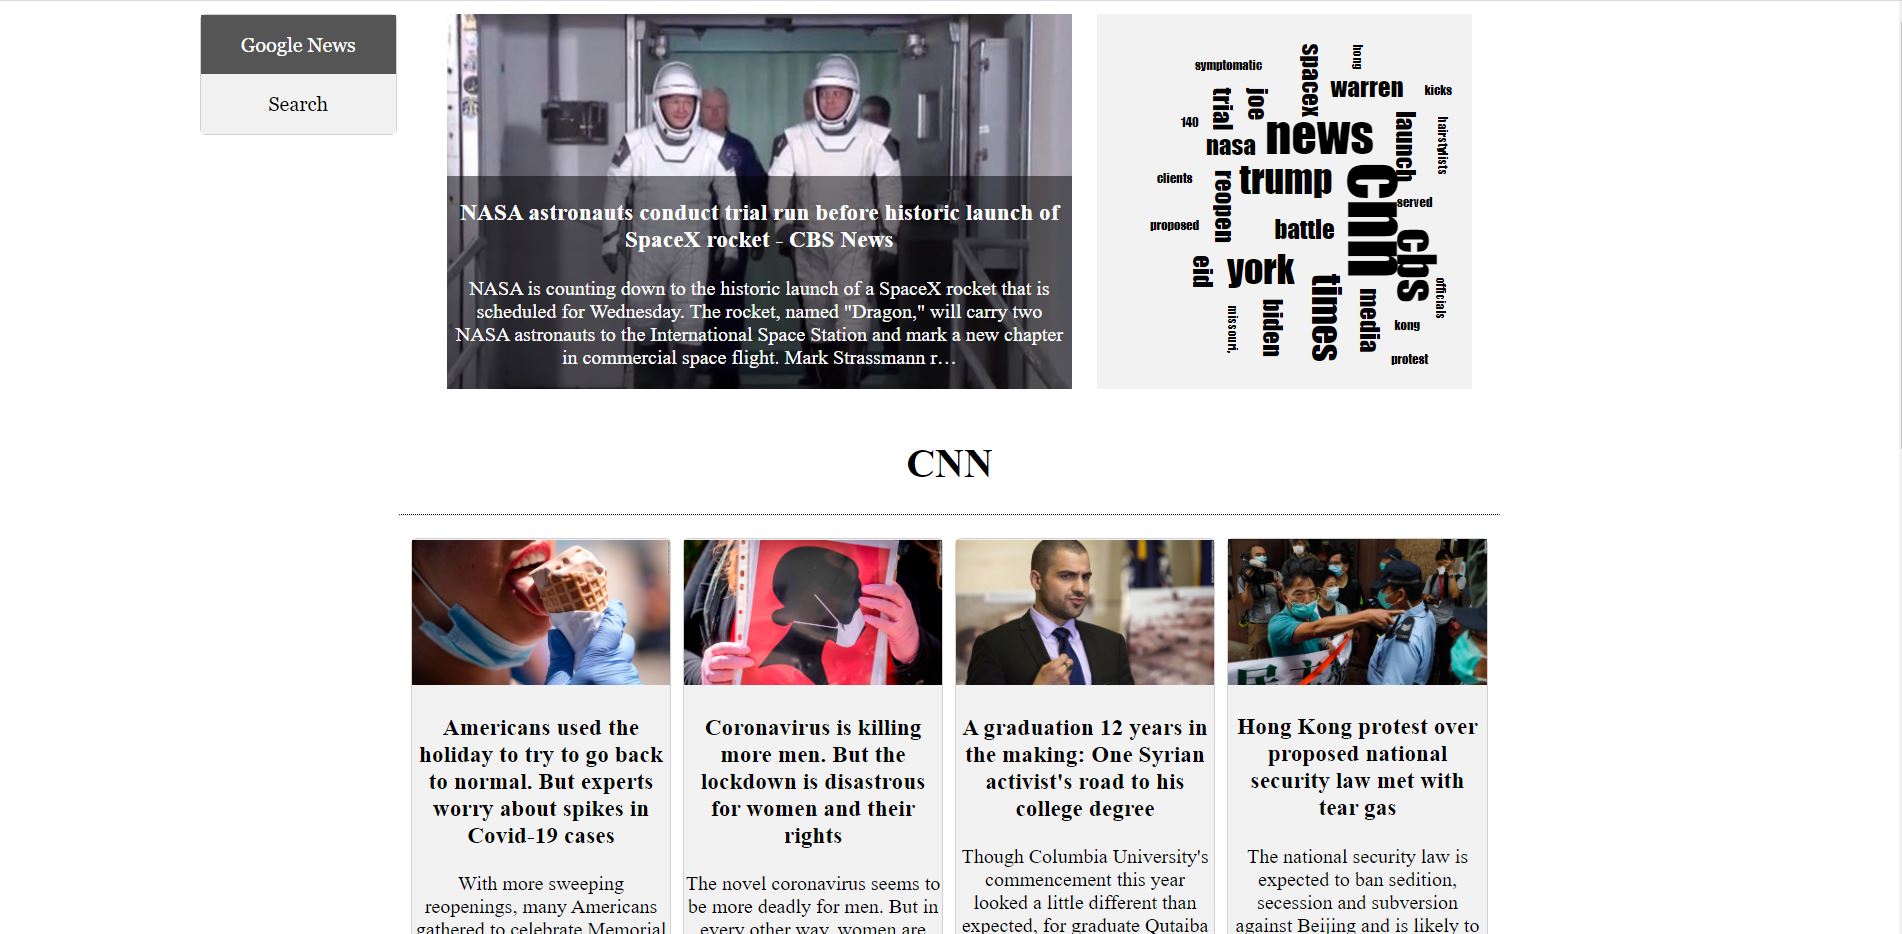 Google News
Search
NASA astronauts conduct trial run before historic launch of
SpaceX rocket - CBS News
NASA is counting down to the historic launch of a SpaceX rocket that is
scheduled for Wednesday. The rocket, named "Dragon," will carry two
NASA astronauts to the International Space Station and mark a new chapter
in commercial space flight. Mark Strassmann r…
symptomatic
spacex
hong
warren
kicks
trial
joe
140
news
launch
hairstylists
nasa
clients
reopen
trump
cnn
served
proposed
battle
cbs
eid
york
times
officials
missouri,
biden
media
kong
protest
CNN
Americans used the
holiday to try to go back
to normal. But experts
worry about spikes in
Covid-19 cases
With more sweeping
reopenings, many Americans
gathered to celebrate Memorial
Coronavirus is killing
more men. But the
lockdown is disastrous
for women and their
rights
The novel coronavirus seems to
be more deadly for men. But in
every other way, women are
A graduation 12 years in
the making: One Syrian
activist's road to his
college degree
Though Columbia University's
commencement this year
looked a little different than
expected, for graduate Qutaiba
Hong Kong protest over
proposed national
security law met with
tear gas
The national security law is
expected to ban sedition,
secession and subversion
against Beijing and is likely to